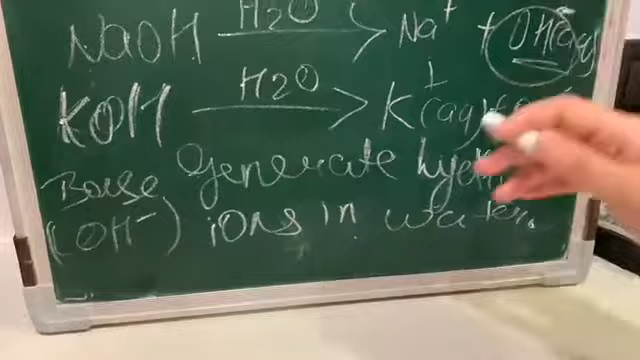 NaOH H₂O → Na⁺ + OH⁻(aq)
KOH H₂O → K⁺(aq)
Base generate
(OH⁻) ions in water.